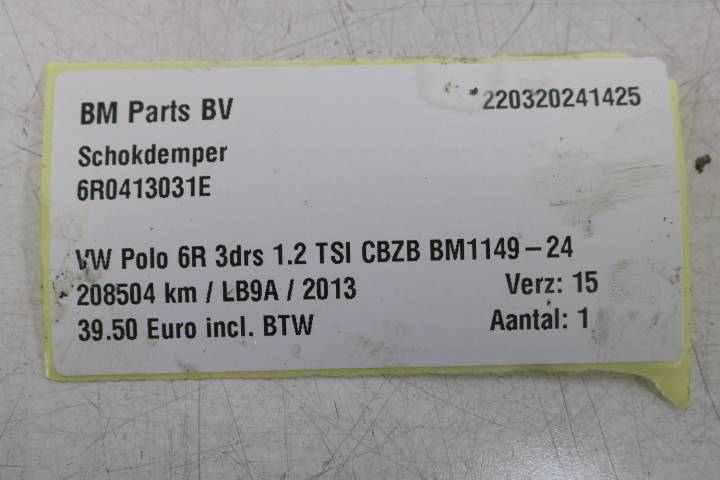 BM Parts BV 220320241425
Schokdemper
6R0413031E
VW Polo 6R 3drs 1.2 TSI CBZB BM1149-24
208504 km / LB9A / 2013 Verz: 15
39.50 Euro incl. BTW Aantal: 1